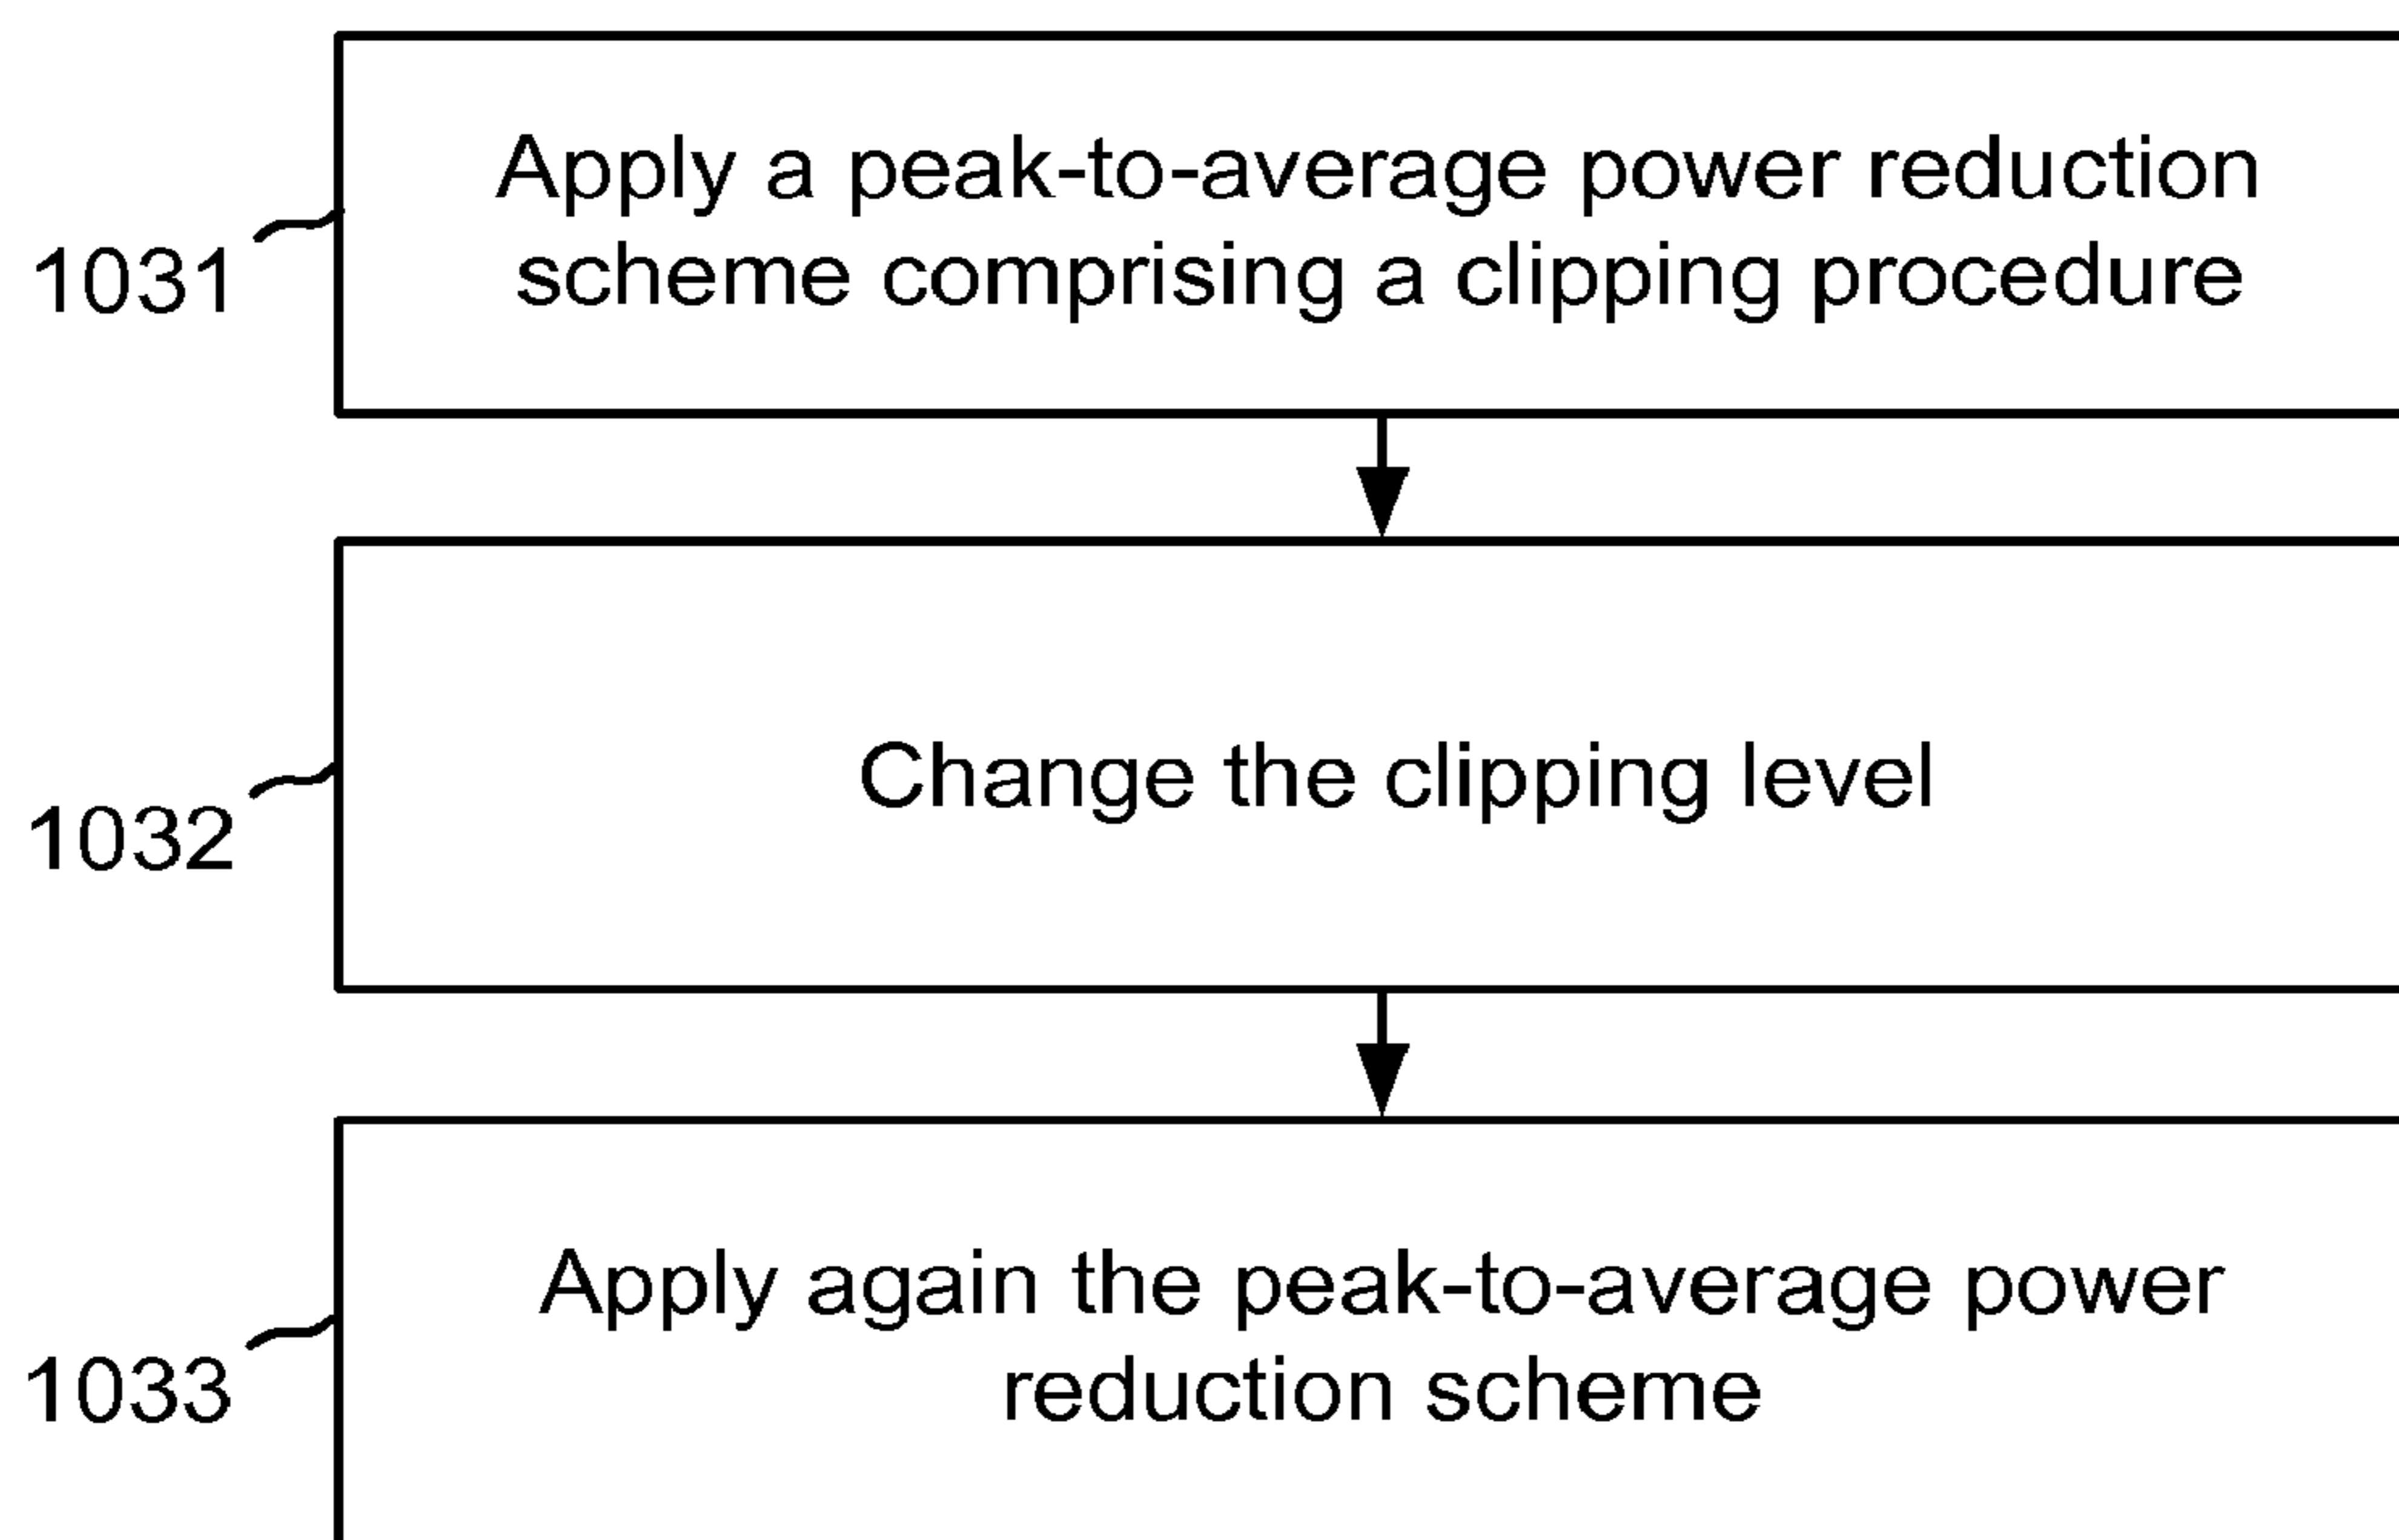 Apply a peak-to-average power reduction
scheme comprising a clipping procedure
1031
Change the clipping level
1032
Apply again the peak-to-average power
reduction scheme
1033